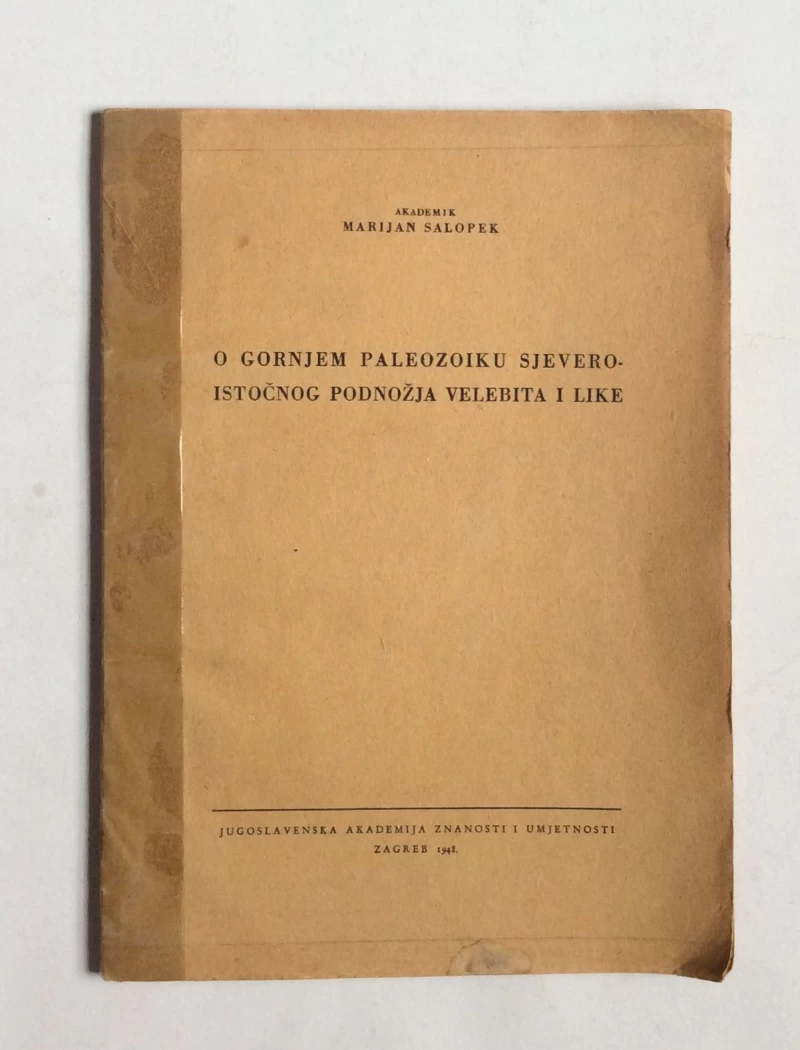 AKADEMIK
MARIJAN SALOPEK
O GORNJEM PALEOZOIKU SJEVERO-
ISTOČNOG PODNOŽJA VELEBITA I LIKE
JUGOSLAVENSKA AKADEMIJA ZNANOSTI I UMJETNOSTI
ZAGREB 1948.